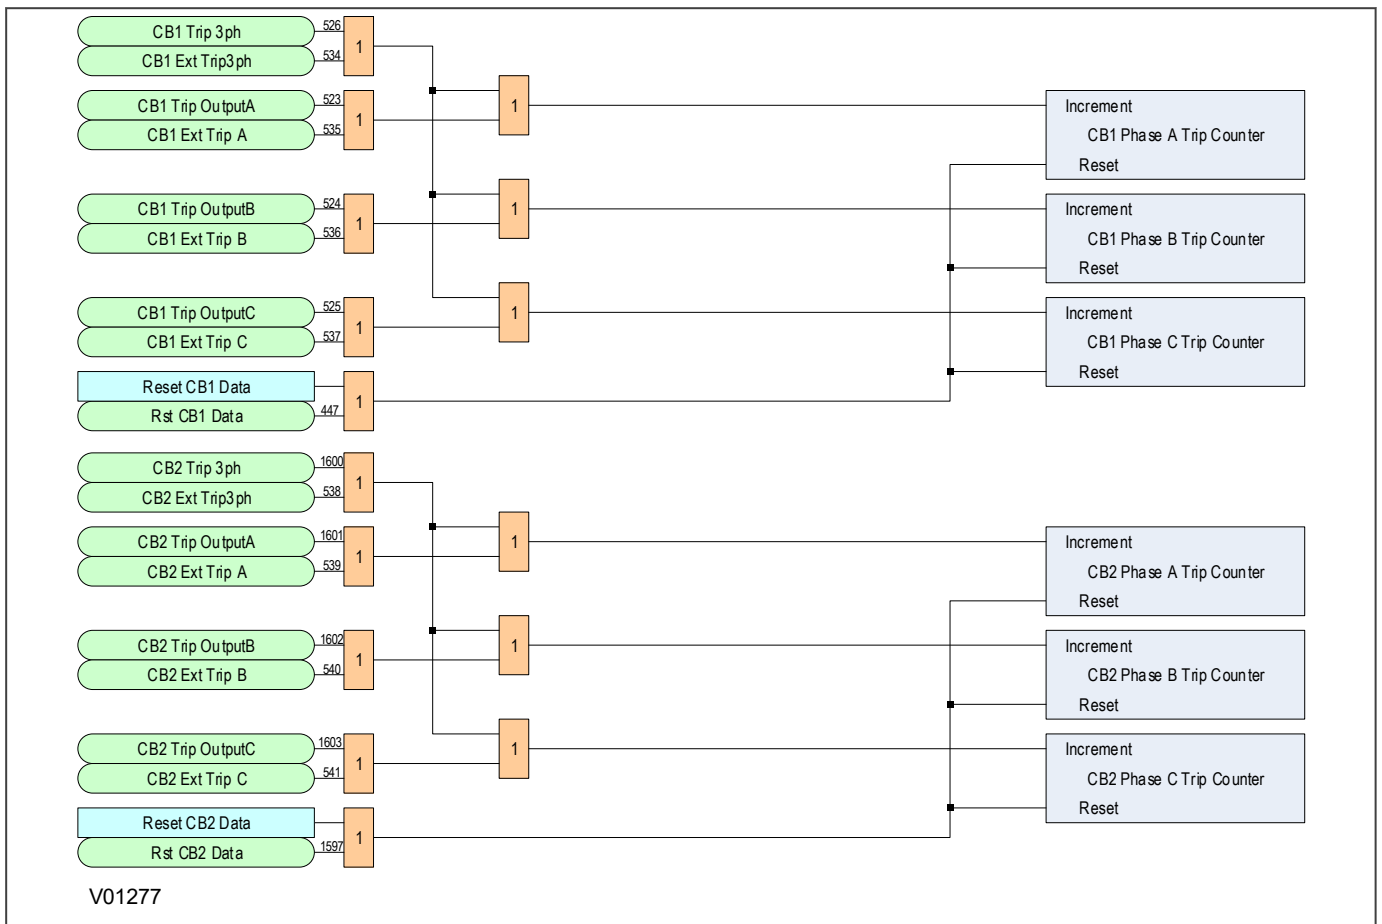 CB1 Trip 3ph
526
1
CB1 Ext Trip3ph
534
CB1 Trip OutputA
523
1
1
Increment
CB1 Ext Trip A
535
CB1 Phase A Trip Counter
Reset
CB1 Trip OutputB
524
1
1
Increment
CB1 Ext Trip B
536
CB1 Phase B Trip Counter
Reset
CB1 Trip OutputC
525
1
1
Increment
CB1 Ext Trip C
537
CB1 Phase C Trip Counter
Reset
Reset CB1 Data
1
Rst CB1 Data
447
CB2 Trip 3ph
1600
1
CB2 Ext Trip3ph
538
CB2 Trip OutputA
1601
1
1
Increment
CB2 Ext Trip A
539
CB2 Phase A Trip Counter
Reset
CB2 Trip OutputB
1602
1
1
Increment
CB2 Ext Trip B
540
CB2 Phase B Trip Counter
Reset
CB2 Trip OutputC
1603
1
1
Increment
CB2 Ext Trip C
541
CB2 Phase C Trip Counter
Reset
Reset CB2 Data
1
Rst CB2 Data
1597
V01277